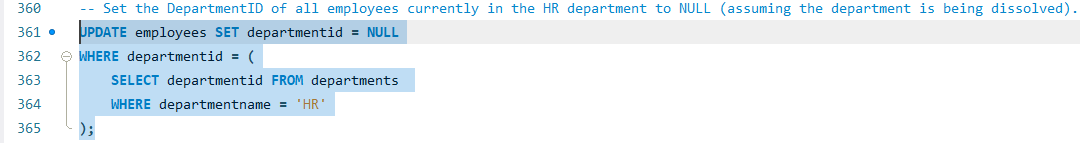 360 -- Set the DepartmentID of all employees currently in the HR department to NULL (assuming the department is being dissolved).
361 UPDATE employees SET departmentid = NULL
362 WHERE departmentid = (
363 SELECT departmentid FROM departments
364 WHERE departmentname = 'HR'
365 );